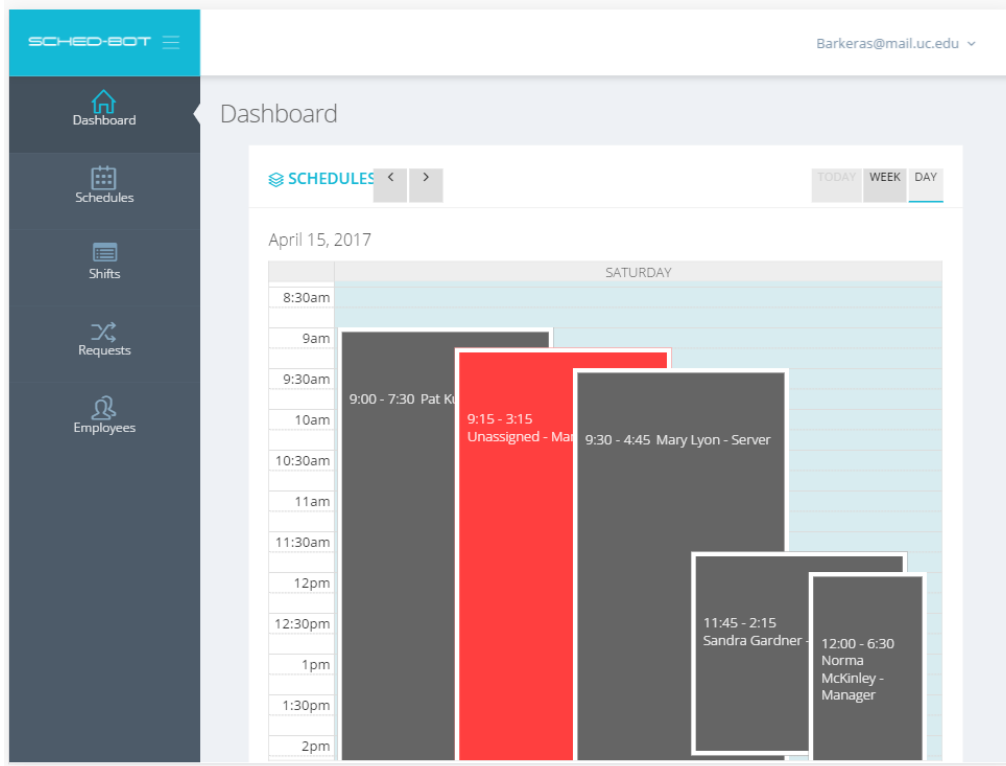 SCHED-BOT
Barkeras@mail.uc.edu
Dashboard
Schedules
Shifts
Requests
Employees
Dashboard
SCHEDULES < >
TODAY WEEK DAY
April 15, 2017
SATURDAY
8:30am
9am
9:30am
10am
10:30am
11am
11:30am
12pm
12:30pm
1pm
1:30pm
2pm
9:00 - 7:30 Pat
9:15 - 3:15
Unassigned -
9:30 - 4:45 Mary Lyon - Server
11:45 - 2:15
Sandra Gardner -
12:00 - 6:30
Norma
McKinley -
Manager